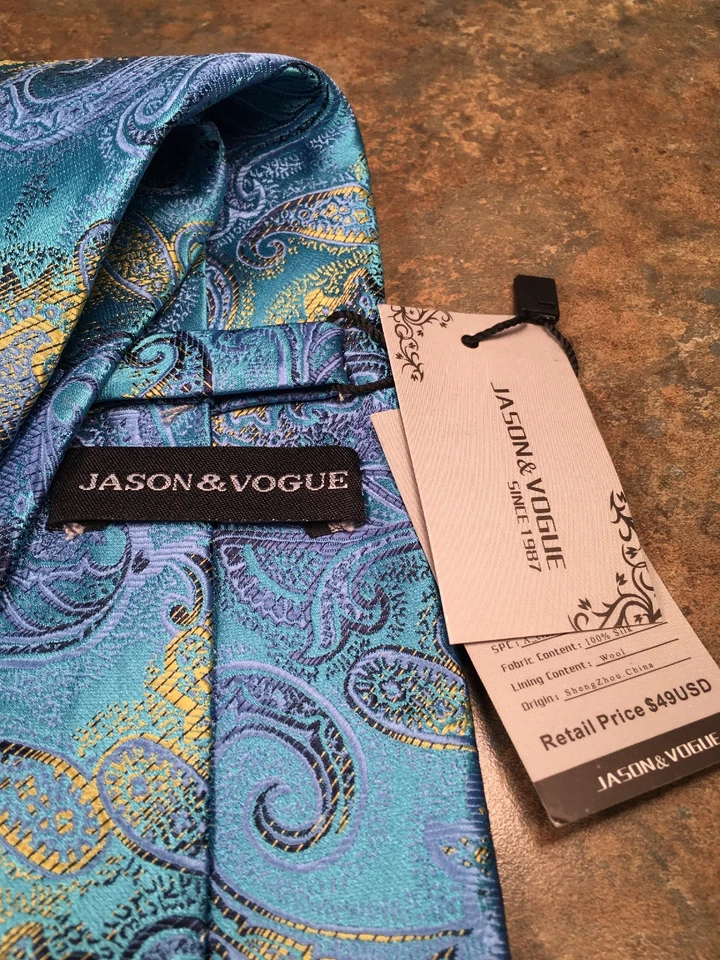 JASON&VOGUE
JASON&VOGUE
SINCE 1987
SPE:
Fabric Content: 100% Silk
Lining Content: Wool
Origin: ShengZhou.China
Retail Price $49USD
JASON&VOGUE